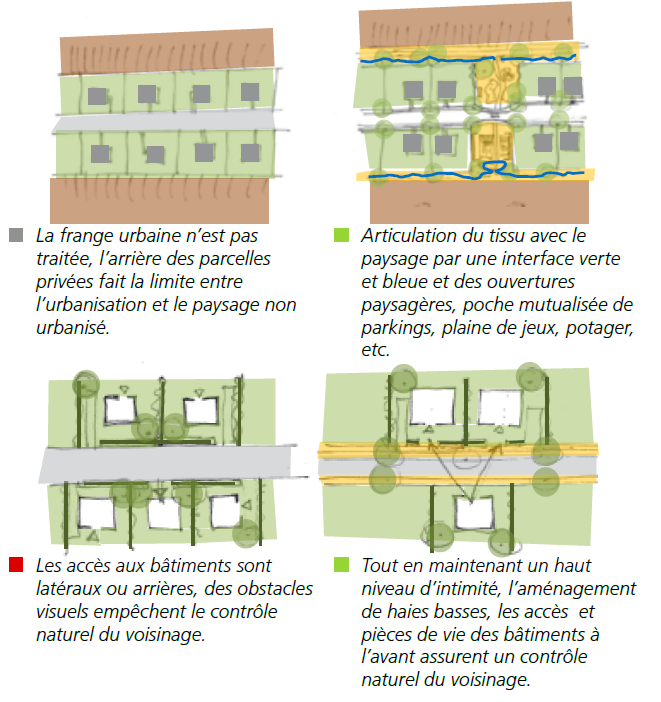 La frange urbaine n'est pas
traitée, l'arrière des parcelles
privées fait la limite entre
l'urbanisation et le paysage non
urbanisé.
Articulation du tissu avec le
paysage par une interface verte
et bleue et des ouvertures
paysagères, poche mutualisée de
parkings, plaine de jeux, potager,
etc.
Les accès aux bâtiments sont
latéraux ou arrières, des obstacles
visuels empêchent le contrôle
naturel du voisinage.
Tout en maintenant un haut
niveau d'intimité, l'aménagement
de haies basses, les accès et
pièces de vie des bâtiments à
l'avant assurent un contrôle
naturel du voisinage.